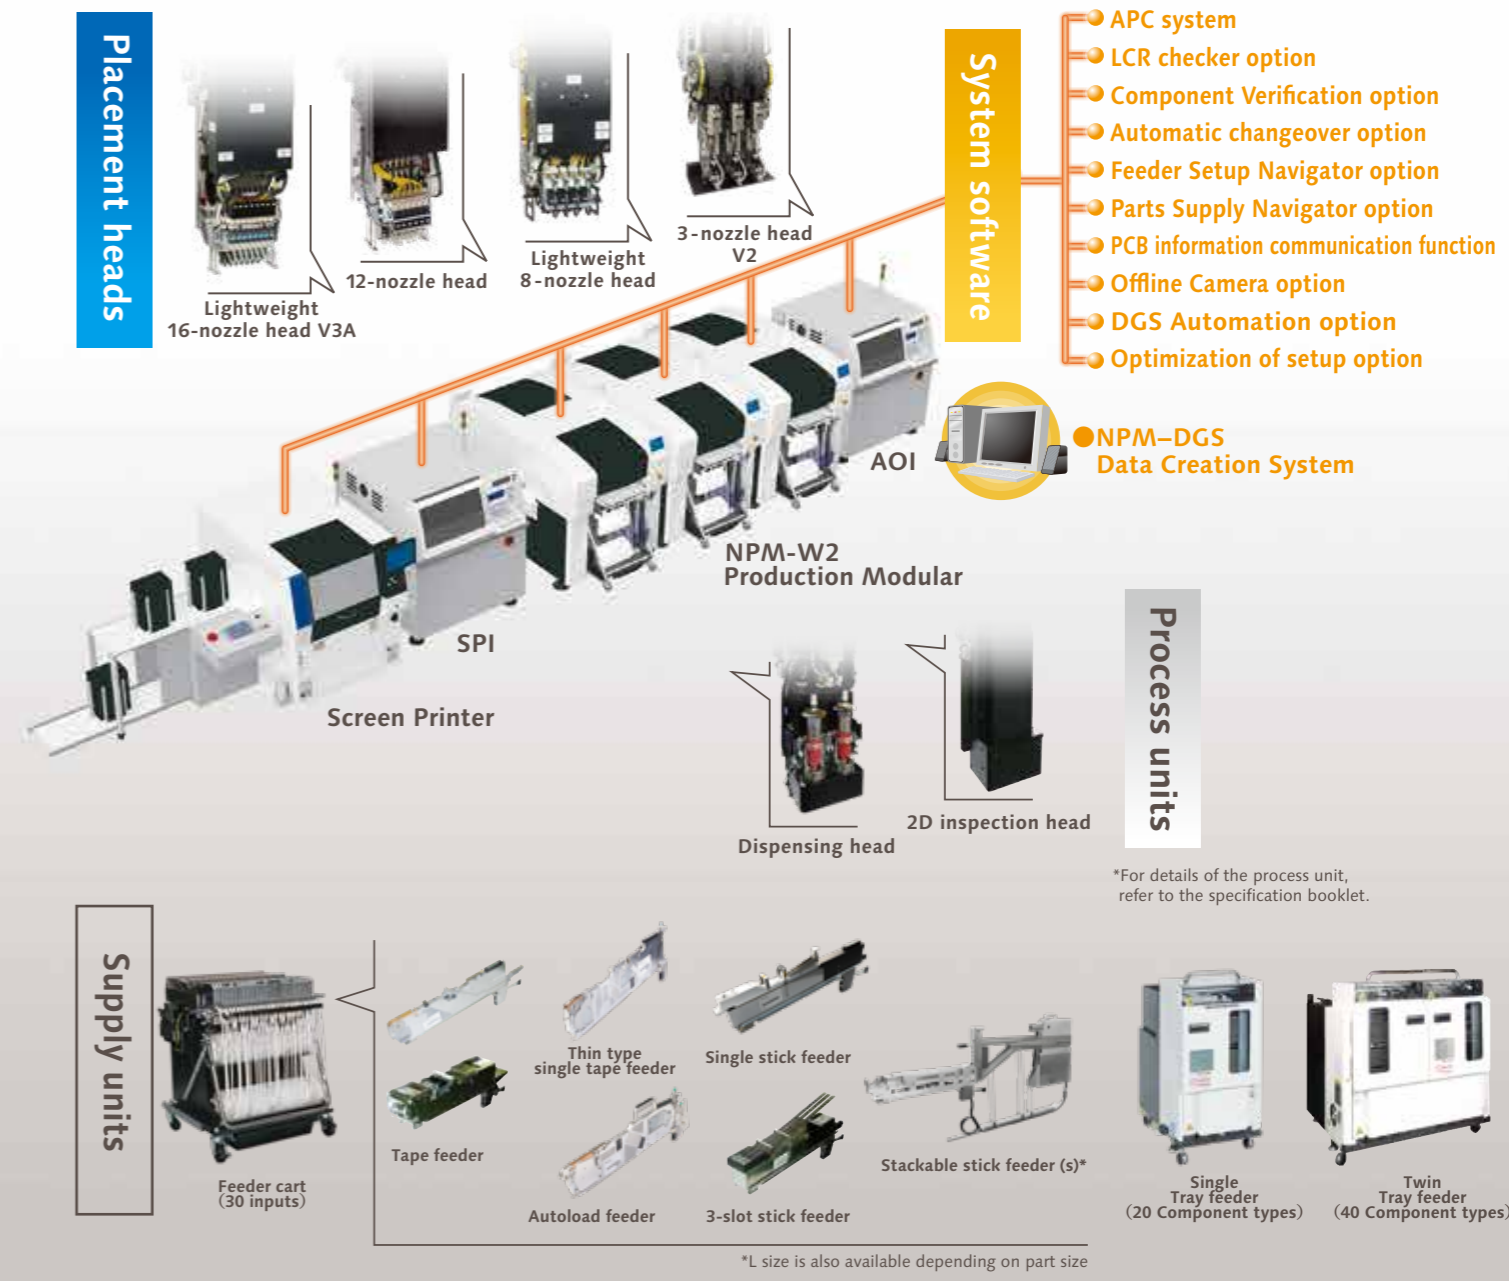 Placement heads
Lightweight
16-nozzle head V3A
12-nozzle head
Lightweight
8-nozzle head
3-nozzle head
V2
System software
APC system
LCR checker option
Component Verification option
Automatic changeover option
Feeder Setup Navigator option
Parts Supply Navigator option
PCB information communication function
Offline Camera option
DGS Automation option
Optimization of setup option
NPM–DGS
Data Creation System
AOI
NPM-W2
Production Modular
SPI
Screen Printer
Process units
Dispensing head
2D inspection head
*For details of the process unit,
refer to the specification booklet.
Supply units
Feeder cart
(30 inputs)
Tape feeder
Thin type
single tape feeder
Autoload feeder
Single stick feeder
3-slot stick feeder
Stackable stick feeder (s)*
Single
Tray feeder
(20 Component types)
Twin
Tray feeder
(40 Component types)
*L size is also available depending on part size